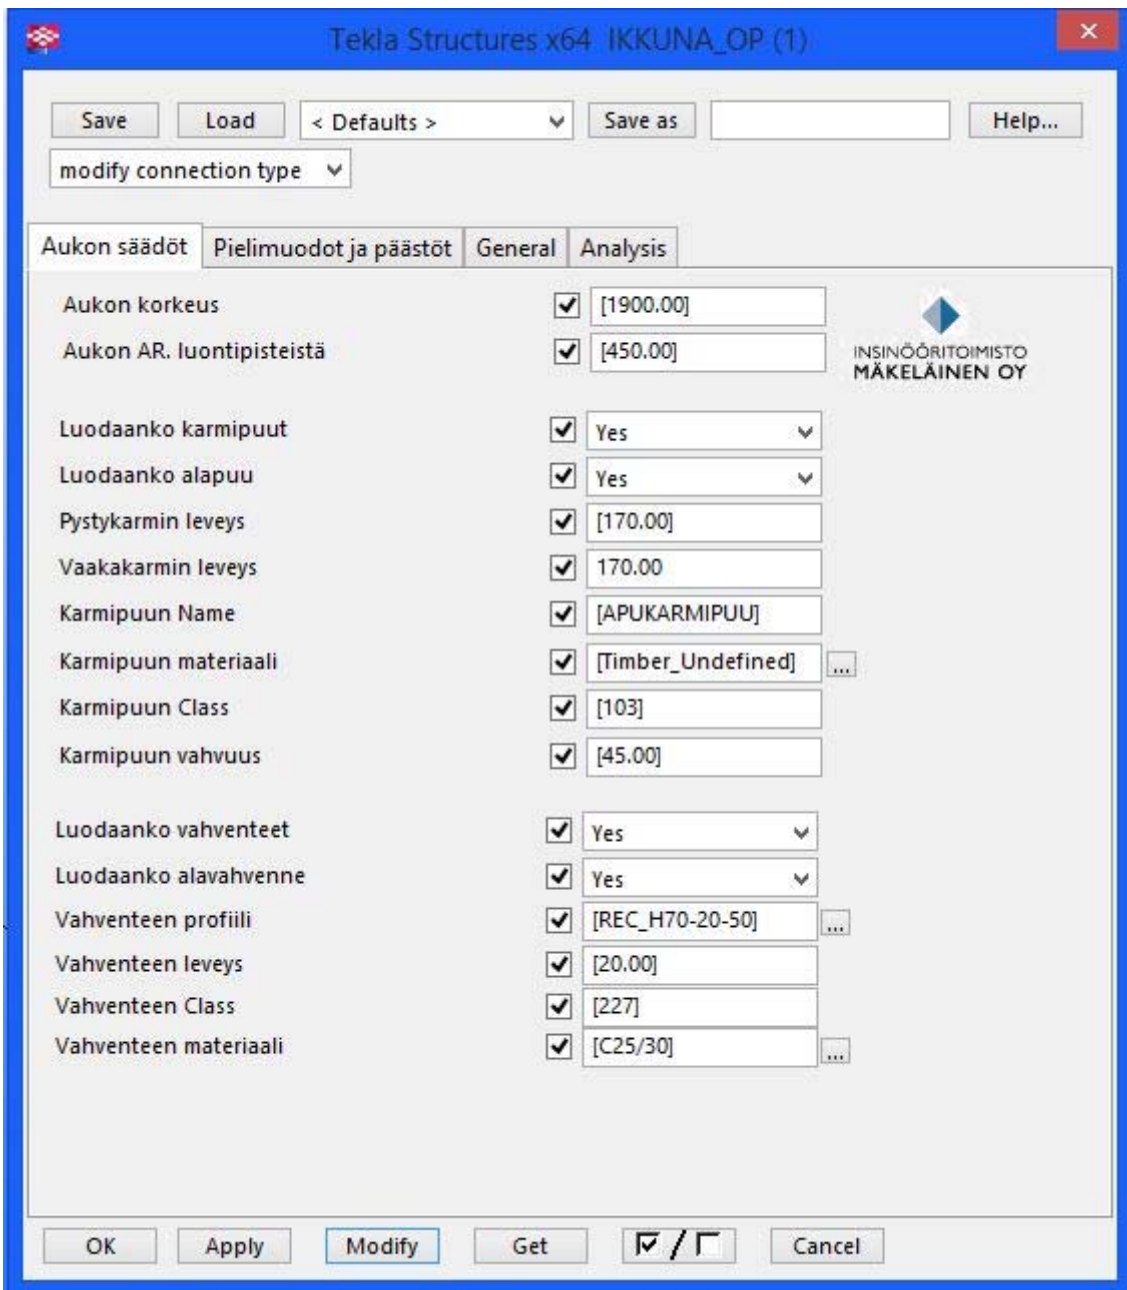 Tekla Structures x64 IKKUNA_OP (1)
Save Load < Defaults > Save as Help...
modify connection type
Aukon säädöt Pielimuodot ja päästöt General Analysis
Aukon korkeus [1900.00]
Aukon AR. luontipisteistä [450.00]
INSINÖÖRITOIMISTO
MÄKELÄINEN OY
Luodaanko karmipuut Yes
Luodaanko alapuu Yes
Pystykarmin leveys [170.00]
Vaakakarmin leveys 170.00
Karmipuun Name [APUKARMIPUU]
Karmipuun materiaali [Timber_Undefined] ...
Karmipuun Class [103]
Karmipuun vahvuus [45.00]
Luodaanko vahventeet Yes
Luodaanko alavahvenne Yes
Vahventeen profiili [REC_H70-20-50] ...
Vahventeen leveys [20.00]
Vahventeen Class [227]
Vahventeen materiaali [C25/30] ...
OK Apply Modify Get / Cancel